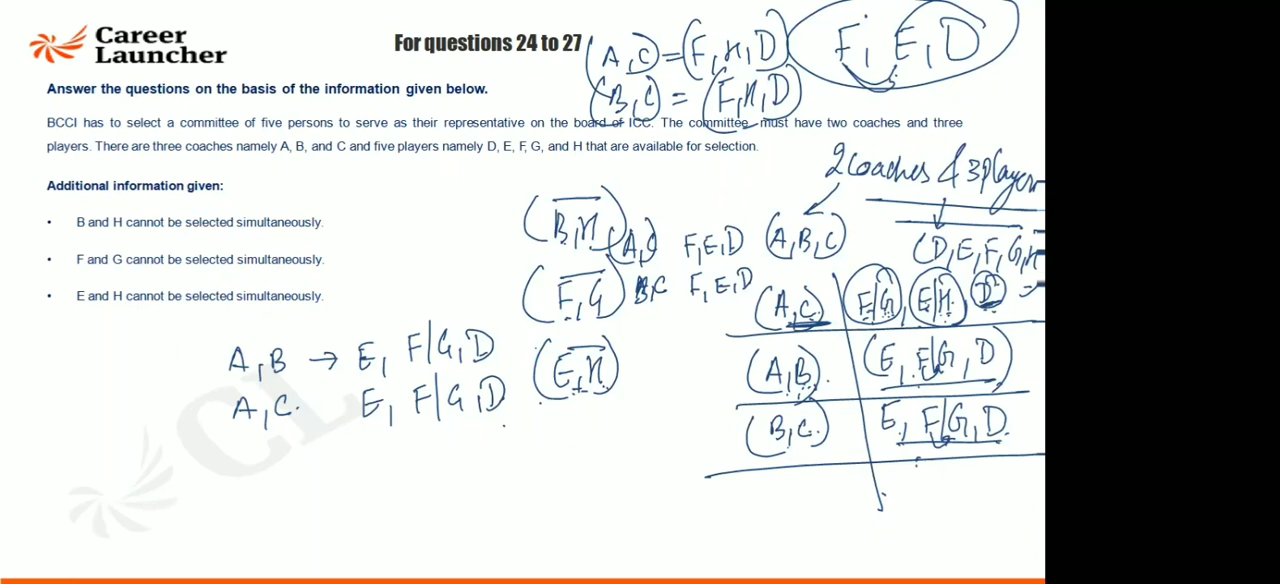 Career
Launcher
For questions 24 to 27
(A,C) = (F,H,D)
F, E, D
(B,C) = (F,H,D)
Answer the questions on the basis of the information given below.
BCCI has to select a committee of five persons to serve as their representative on the board of ICC. The committee must have two coaches and three
players. There are three coaches namely A, B, and C and five players namely D, E, F, G, and H that are available for selection.
2 coaches & 3 player
Additional information given:
• B and H cannot be selected simultaneously.
(B,H)
(A,C) F,E,D
(A,B,C)
(D,E,F,G,H
• F and G cannot be selected simultaneously.
(F,G)
B,C F,E,D
• E and H cannot be selected simultaneously.
(E,H)
(A,C) F/G, E/H, D
A,B → E, F/G, D
(A,B). (E, F/G, D)
A,C. E, F/G, D
(B,C.) E, F/G, D.
CL
CL